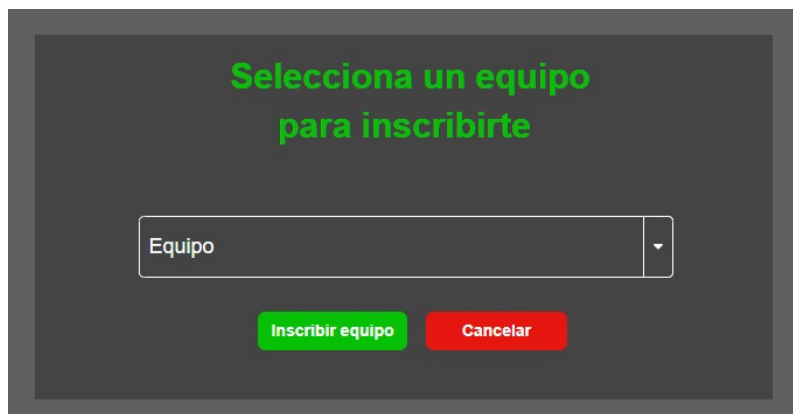 Selecciona un equipo
para inscribirte
Equipo
Inscribir equipo Cancelar